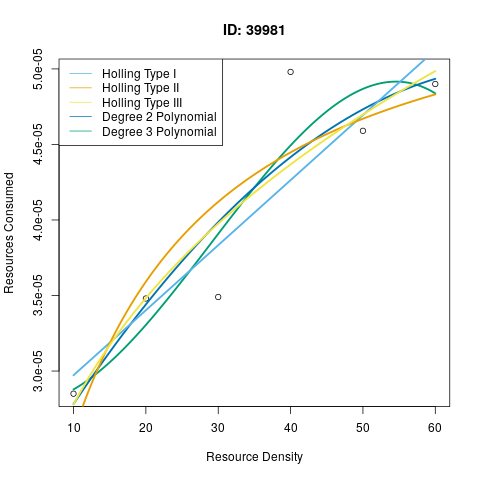 ID: 39981
Holling Type I
Holling Type II
Holling Type III
Degree 2 Polynomial
Degree 3 Polynomial
Resources Consumed
5.0e-05
4.5e-05
4.0e-05
3.5e-05
3.0e-05
10 20 30 40 50 60
Resource Density